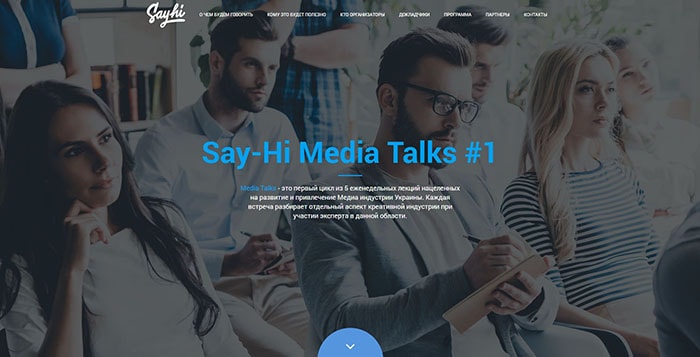 Say-hi
О ЧЕМ БУДЕМ ГОВОРИТЬ КОМУ ЭТО БУДЕТ ПОЛЕЗНО КТО ОРГАНИЗАТОРЫ ДОКЛАДЧИКИ ПРОГРАММА ПАРТНЕРЫ КОНТАКТЫ
Say-Hi Media Talks #1
Media Talks - это первый цикл из 5 еженедельных лекций нацеленных
на развитие и привлечение Медиа индустрии Украины. Каждая
встреча разбирает отдельный аспект креативной индустрии при
участии эксперта в данной области.